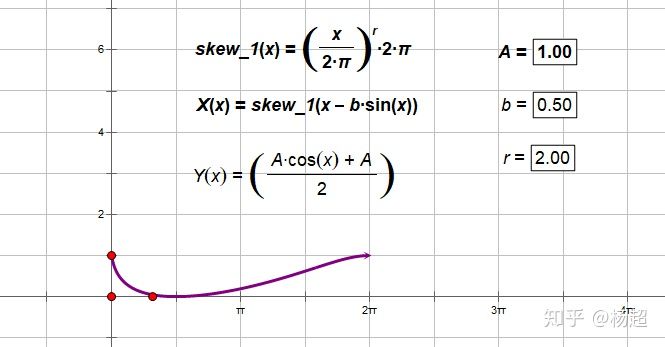 6
skew_1(x) = (x / 2·π)^r ·2·π
A = 1.00
X(x) = skew_1(x – b·sin(x))
b = 0.50
4
Y(x) = (A·cos(x) + A / 2)
r = 2.00
2
π 2π 3π 4π
知乎 @杨超